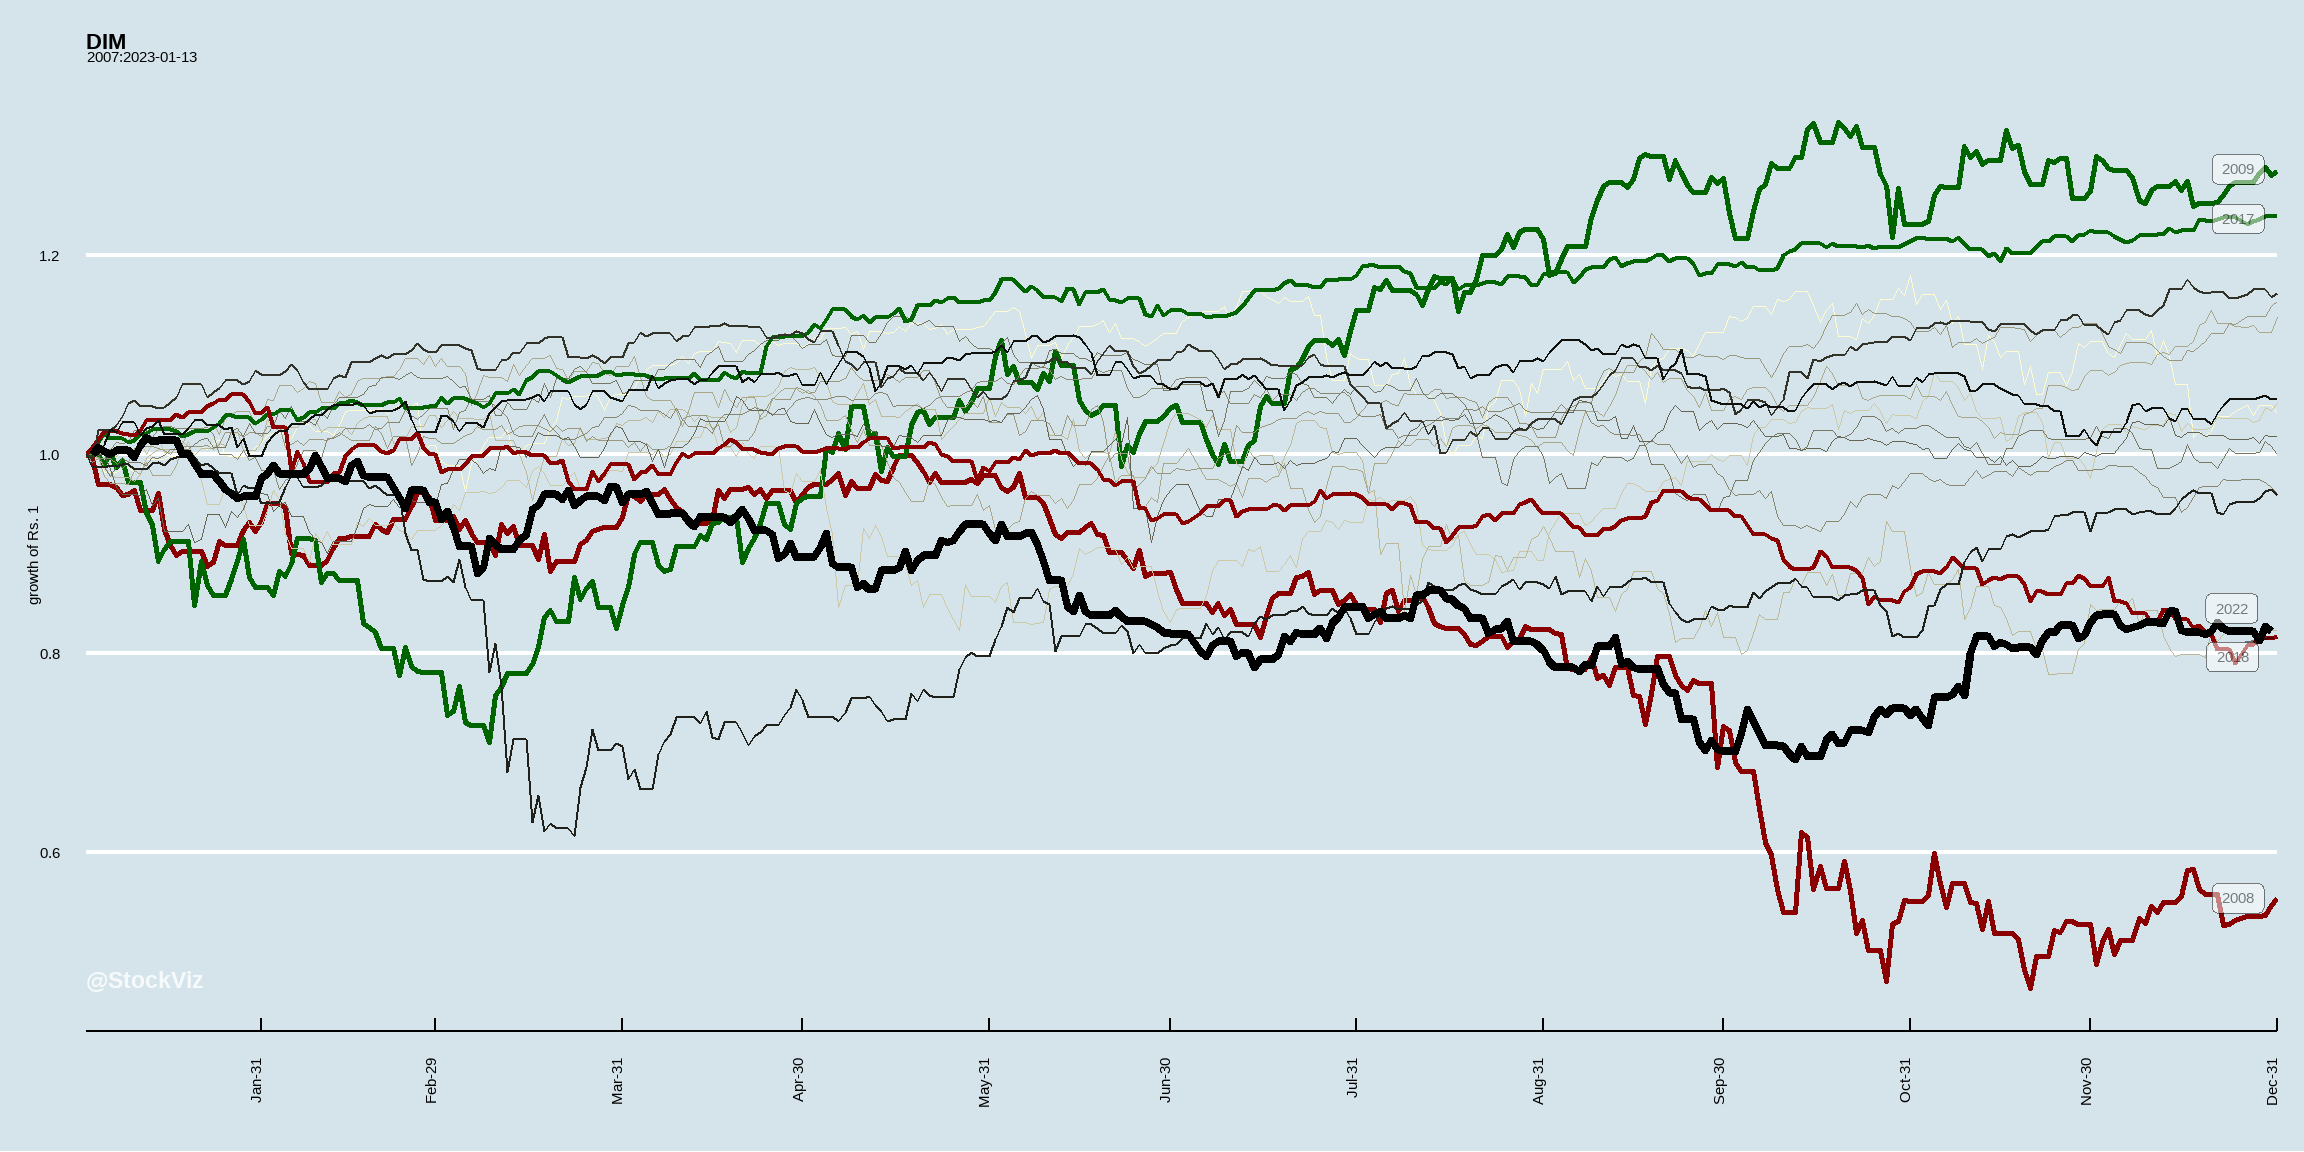 DIM
2007:2023-01-13
2009
2017
1.2
1.0
growth of Rs. 1
0.8
0.6
2022
2018
2008
@StockViz
Jan-31
Feb-29
Mar-31
Apr-30
May-31
Jun-30
Jul-31
Aug-31
Sep-30
Oct-31
Nov-30
Dec-31